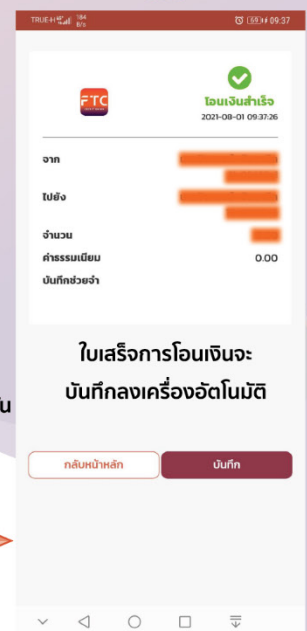 TRUE-H 184 B/s 59 09:37
FTC
โอนเงินสำเร็จ
2021-08-01 09:37:26
จาก
ไปยัง
จำนวน
ค่าธรรมเนียม 0.00
บันทึกช่วยจำ
ใบเสร็จการโอนเงินจะ
บันทึกลงเครื่องอัตโนมัติ
กลับหน้าหลัก บันทึก